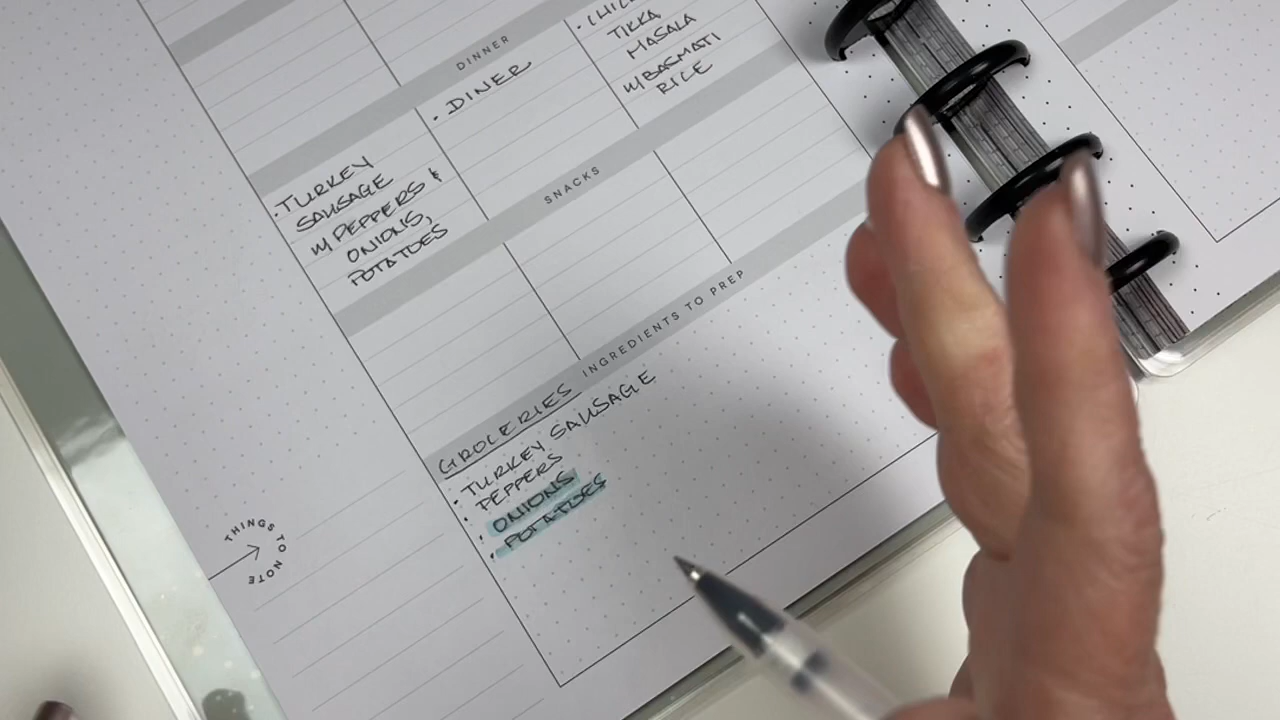 DINNER
· TURKEY
SAUSAGE
W/ PEPPERS &
ONIONS,
POTATOES
· DINER
TIKKA
MASALA
W/ BASMATI
RICE
SNACKS
INGREDIENTS TO PREP
GROCERIES
· TURKEY SAUSAGE
· PEPPERS
· ONIONS
· POTATOES
THINGS TO NOTE